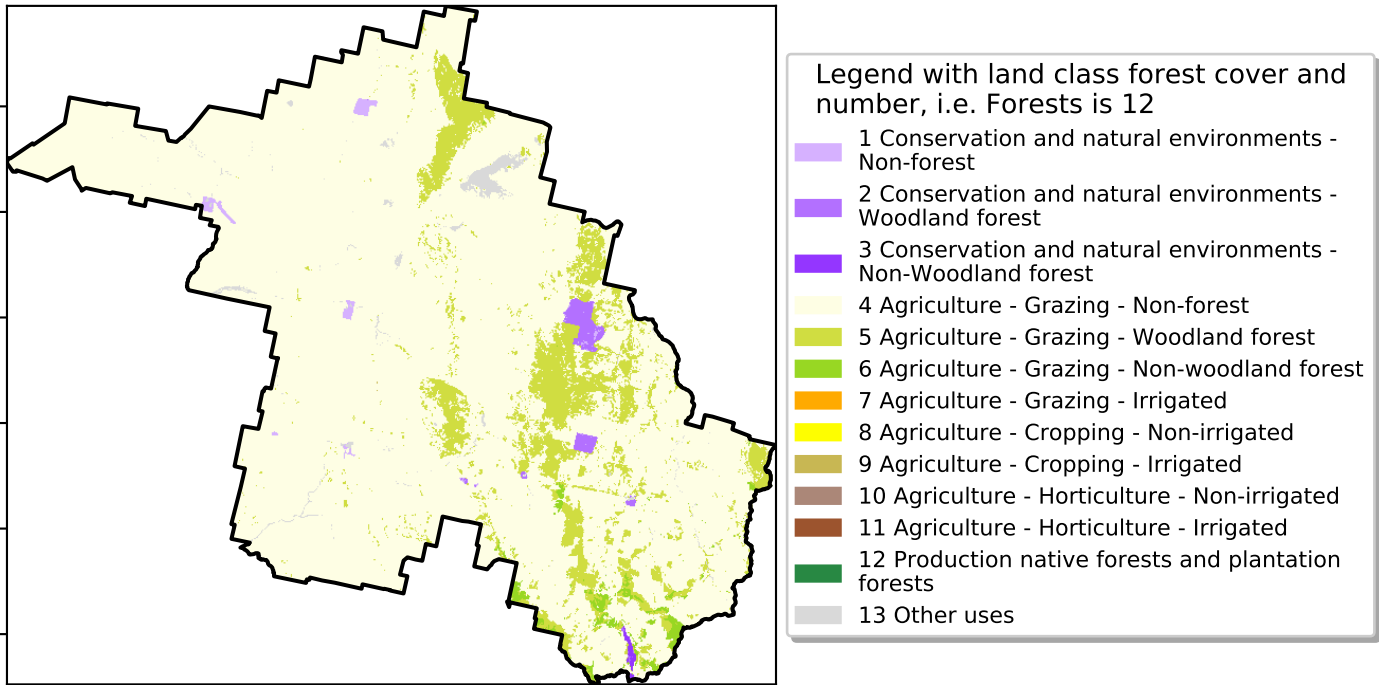 Legend with land class forest cover and
number, i.e. Forests is 12
1 Conservation and natural environments -
Non-forest
2 Conservation and natural environments -
Woodland forest
3 Conservation and natural environments -
Non-Woodland forest
4 Agriculture - Grazing - Non-forest
5 Agriculture - Grazing - Woodland forest
6 Agriculture - Grazing - Non-woodland forest
7 Agriculture - Grazing - Irrigated
8 Agriculture - Cropping - Non-irrigated
9 Agriculture - Cropping - Irrigated
10 Agriculture - Horticulture - Non-irrigated
11 Agriculture - Horticulture - Irrigated
12 Production native forests and plantation
forests
13 Other uses